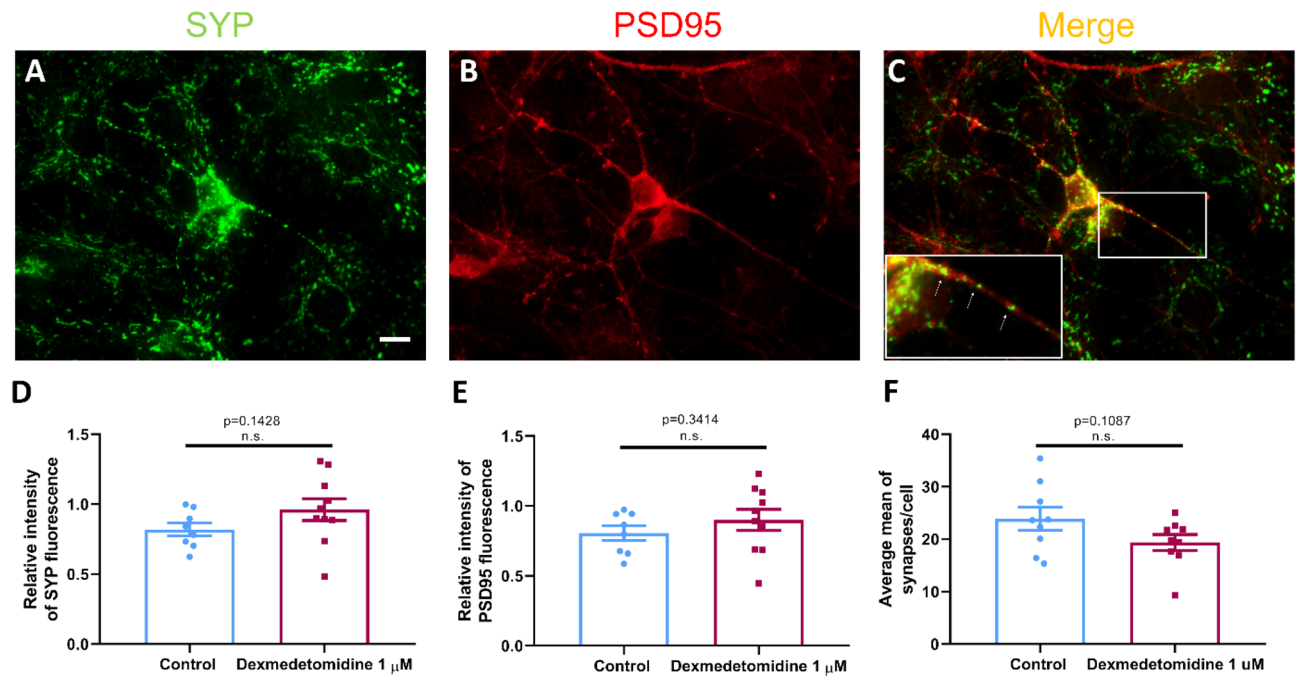 SYP
PSD95
Merge
A
B
C
D
p=0.1428
n.s.
Relative intensity
of SYP fluorescence
1.5
1.0
0.5
0.0
Control
Dexmedetomidine 1 μM
E
p=0.3414
n.s.
Relative intensity of
PSD95 fluorescence
1.5
1.0
0.5
0.0
Control
Dexmedetomidine 1 μM
F
p=0.1087
n.s.
Average mean of
synapses/cell
40
30
20
10
0
Control
Dexmedetomidine 1 uM